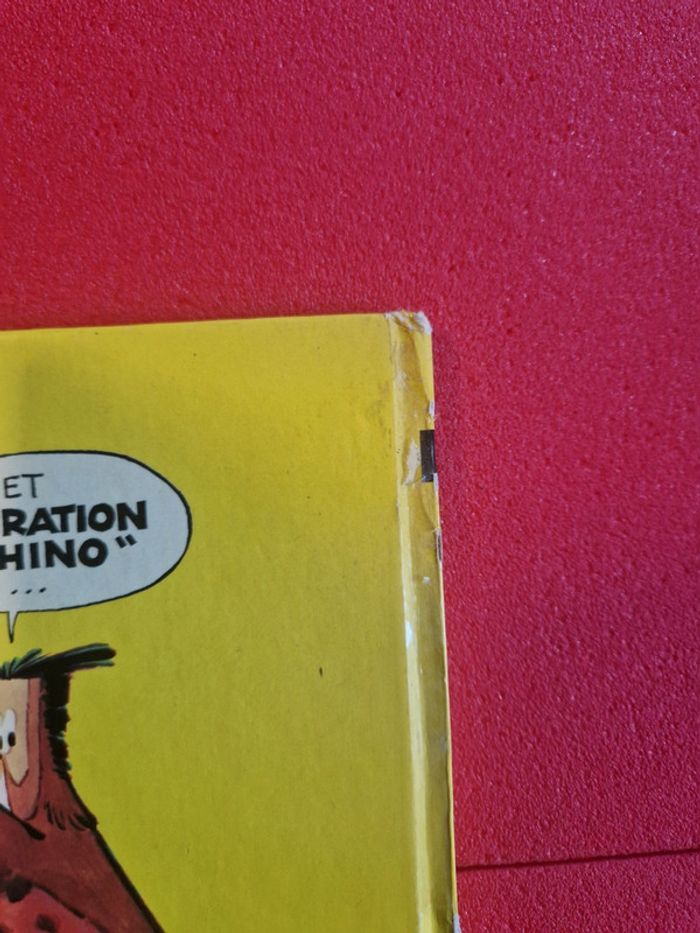 ET
RATION
HINO"
...